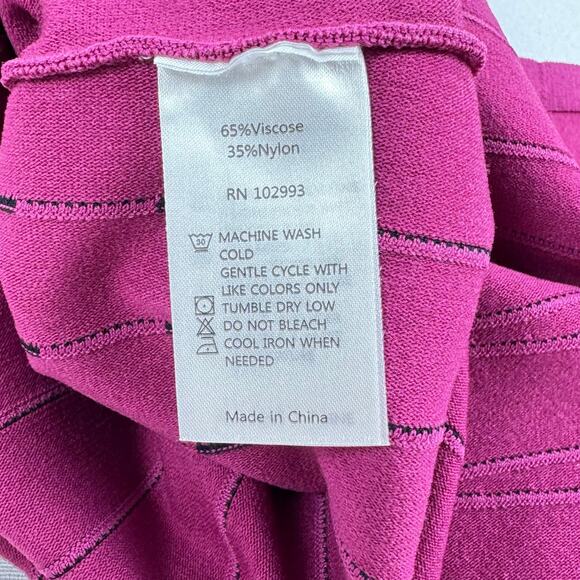 65%Viscose
35%Nylon
RN 102993
30
MACHINE WASH
COLD
GENTLE CYCLE WITH
LIKE COLORS ONLY
TUMBLE DRY LOW
DO NOT BLEACH
COOL IRON WHEN
NEEDED
Made in China